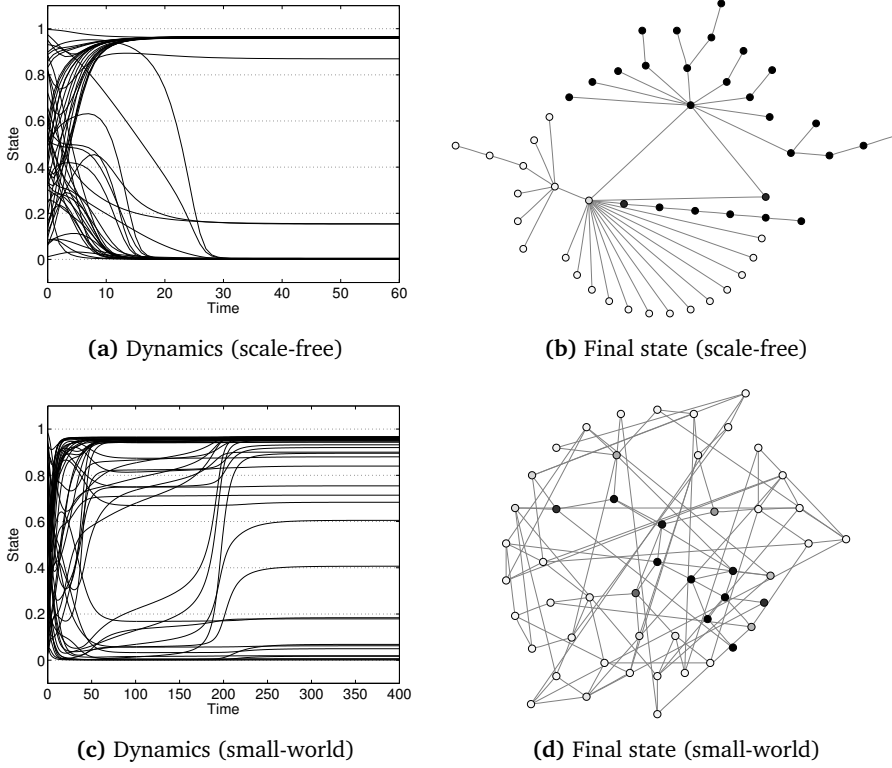 1
0.8
0.6
0.4
0.2
0
State
0 10 20 30 40 50 60
Time
(a) Dynamics (scale-free)
(b) Final state (scale-free)
1
0.8
0.6
0.4
0.2
0
State
0 50 100 150 200 250 300 350 400
Time
(c) Dynamics (small-world)
(d) Final state (small-world)